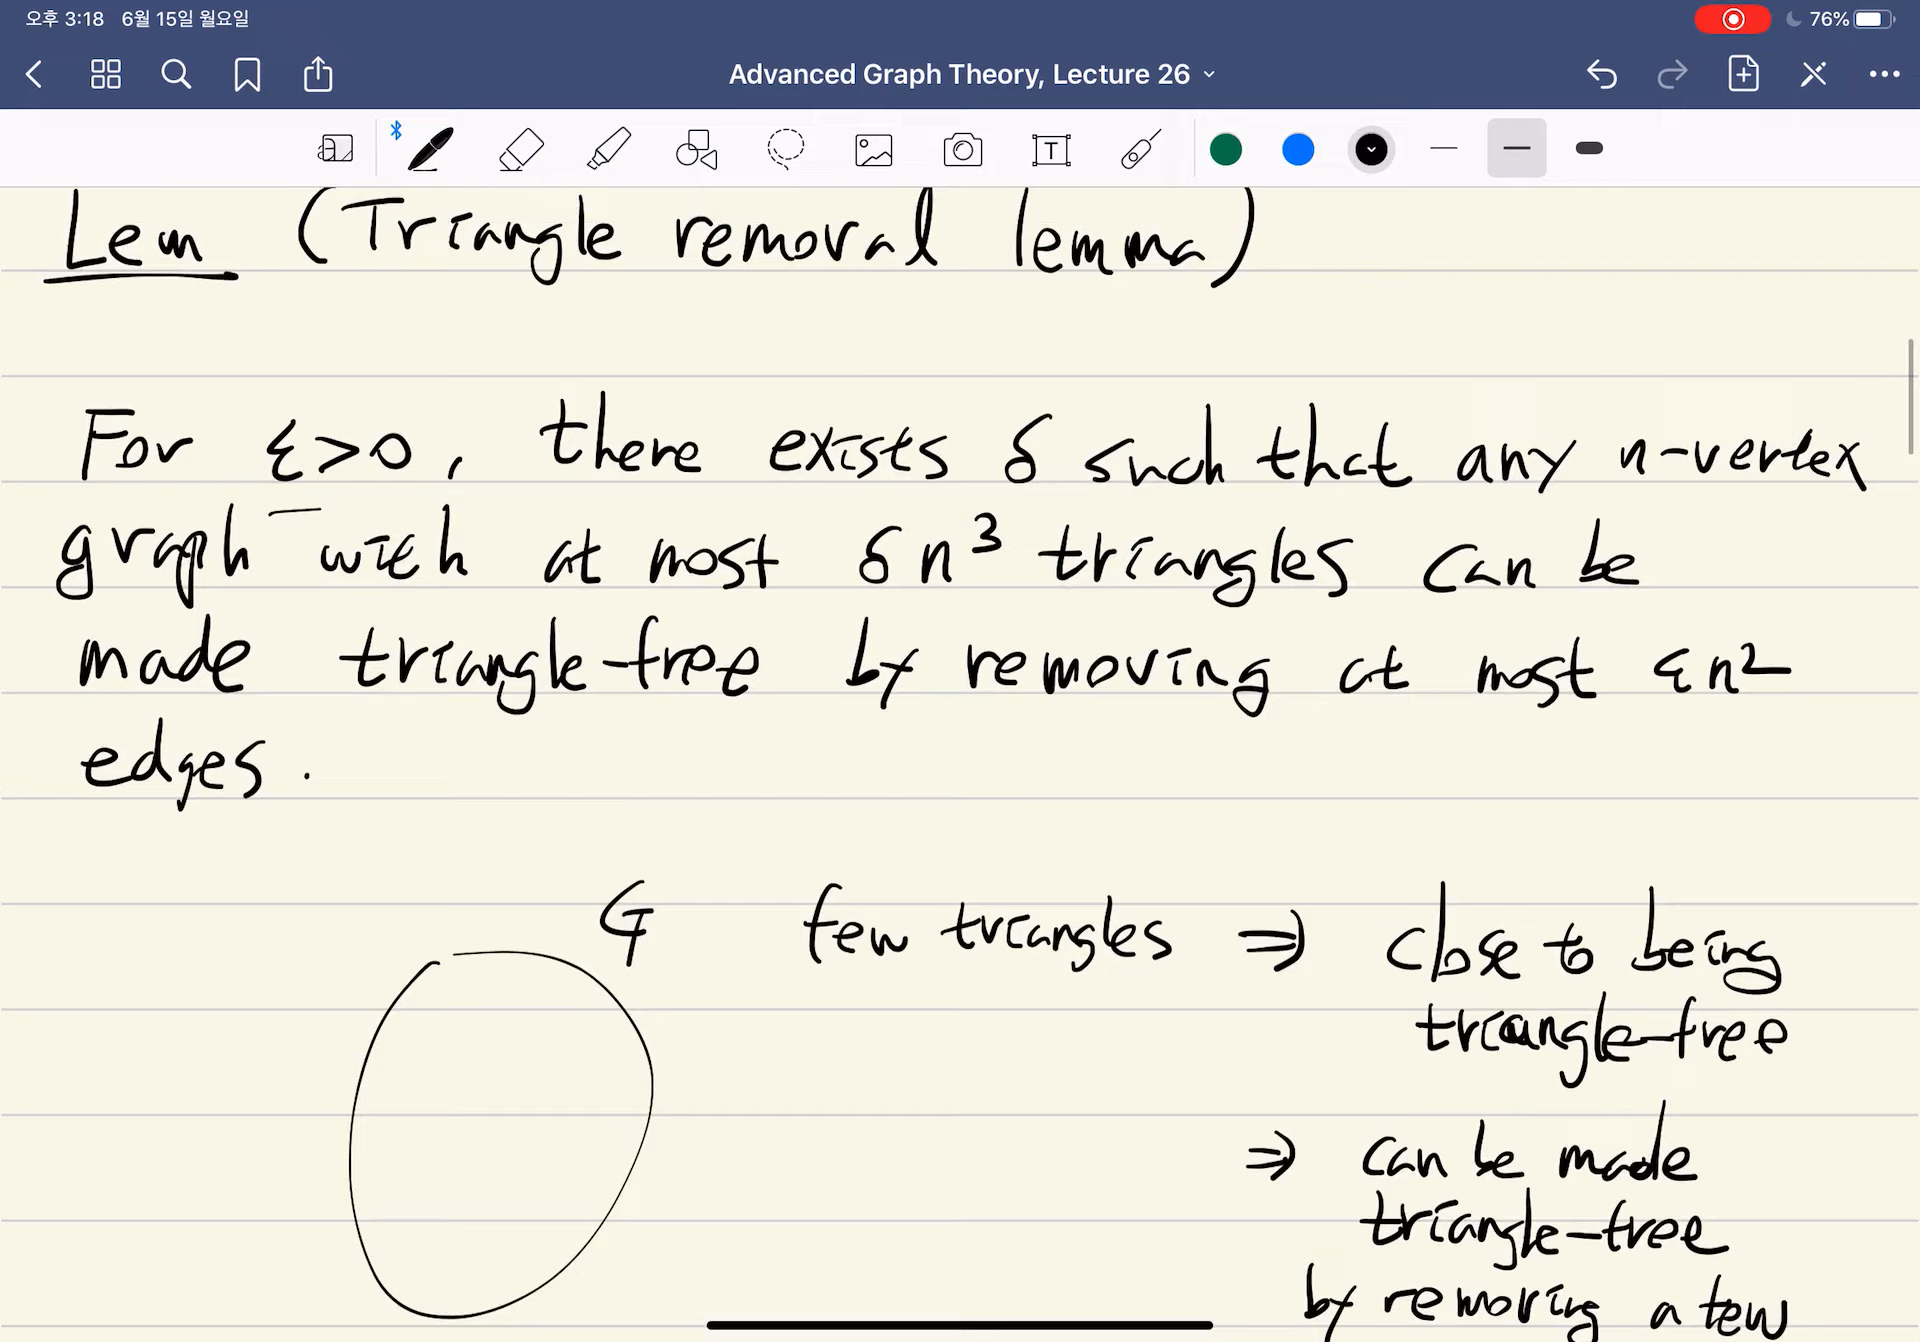 오후 3:18 6월 15일 월요일
76%
Advanced Graph Theory, Lecture 26
Lem (Triangle removal lemma)
For ε>0, there exists δ such that any n-vertex
graph with at most δn³ triangles can be
made triangle-free by removing at most εn²
edges.
G few triangles ⇒ close to being
triangle-free
⇒ can be made
triangle-free
by removing a few